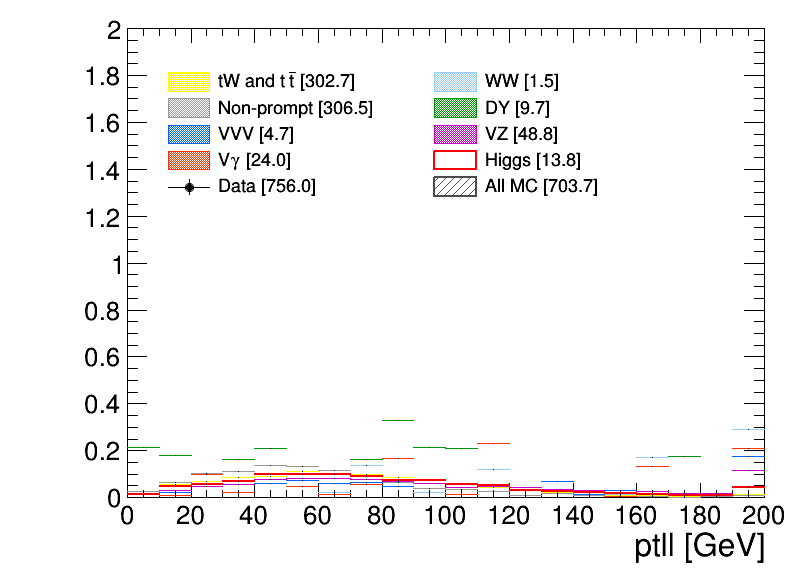 2
1.8
1.6
1.4
1.2
1
0.8
0.6
0.4
0.2
0
tW and t t̅ [302.7]
Non-prompt [306.5]
VVV [4.7]
Vγ [24.0]
Data [756.0]
WW [1.5]
DY [9.7]
VZ [48.8]
Higgs [13.8]
All MC [703.7]
0 20 40 60 80 100 120 140 160 180 200
ptll [GeV]